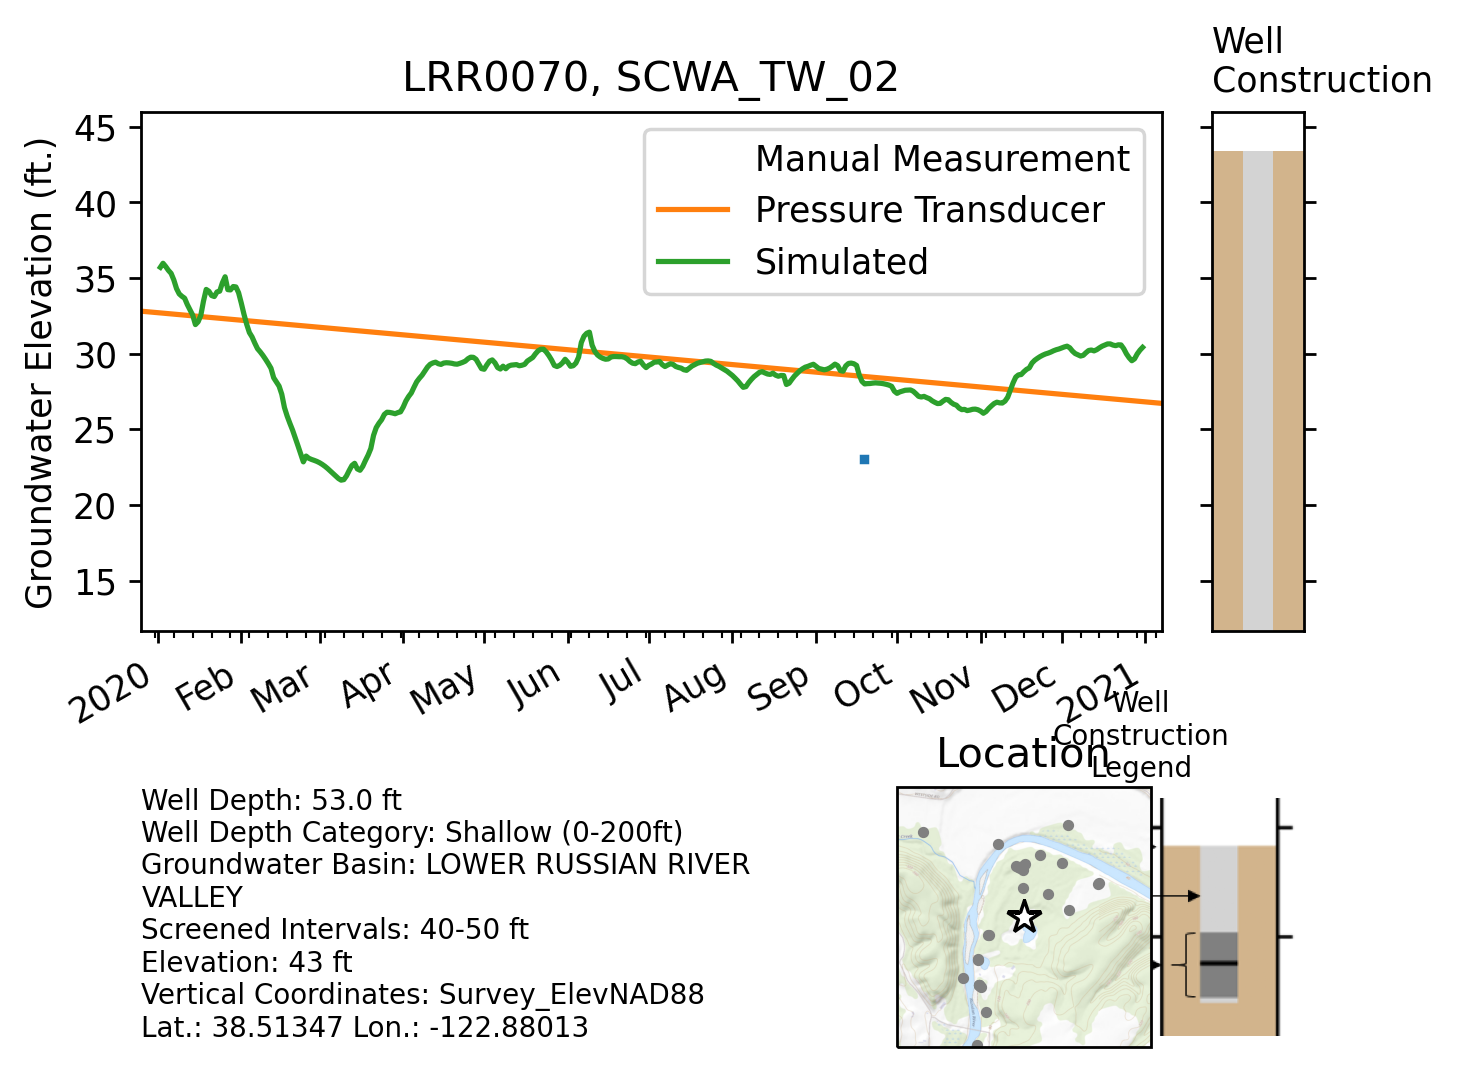 Well
Construction
LRR0070, SCWA_TW_02
Groundwater Elevation (ft.)
45
40
35
30
25
20
15
Manual Measurement
Pressure Transducer
Simulated
2020
Feb
Mar
Apr
May
Jun
Jul
Aug
Sep
Oct
Nov
Dec
2021
Well Depth: 53.0 ft
Well Depth Category: Shallow (0-200ft)
Groundwater Basin: LOWER RUSSIAN RIVER
VALLEY
Screened Intervals: 40-50 ft
Elevation: 43 ft
Vertical Coordinates: Survey_ElevNAD88
Lat.: 38.51347 Lon.: -122.88013
Location
Well
Construction
Legend